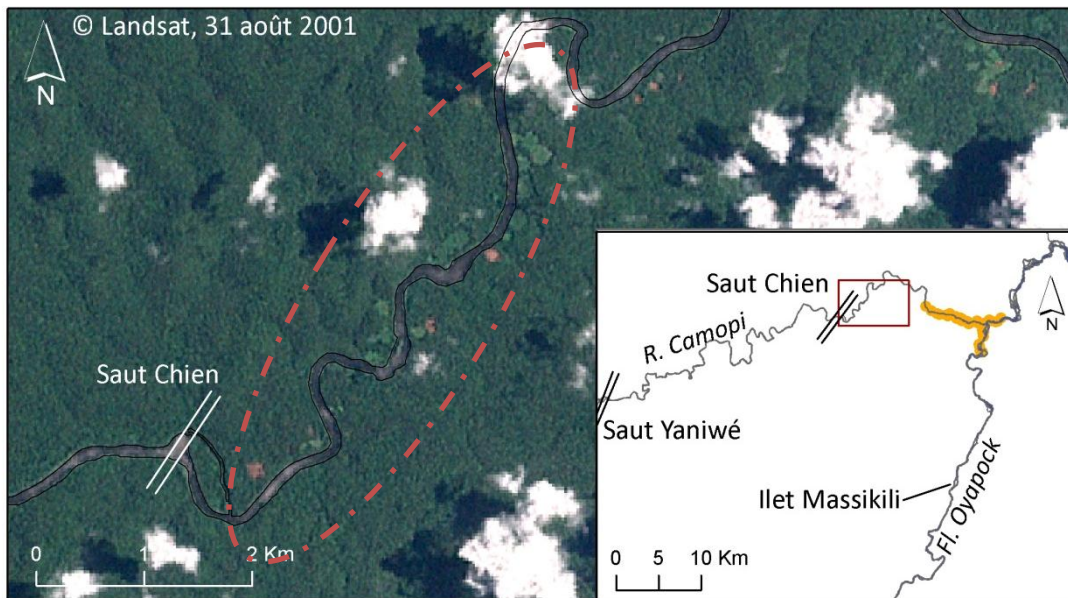 © Landsat, 31 août 2001
N
Saut Chien
0 1 2 Km
Saut Chien
N
R. Camopi
Saut Yaniwé
Ilet Massikili
Fl. Oyapock
0 5 10 Km